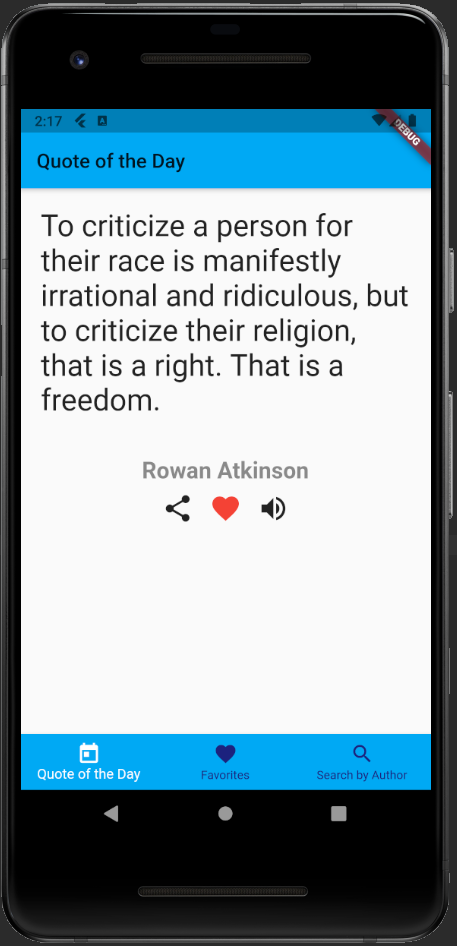 2:17
DEBUG
Quote of the Day
To criticize a person for
their race is manifestly
irrational and ridiculous, but
to criticize their religion,
that is a right. That is a
freedom.
Rowan Atkinson
Quote of the Day
Favorites
Search by Author